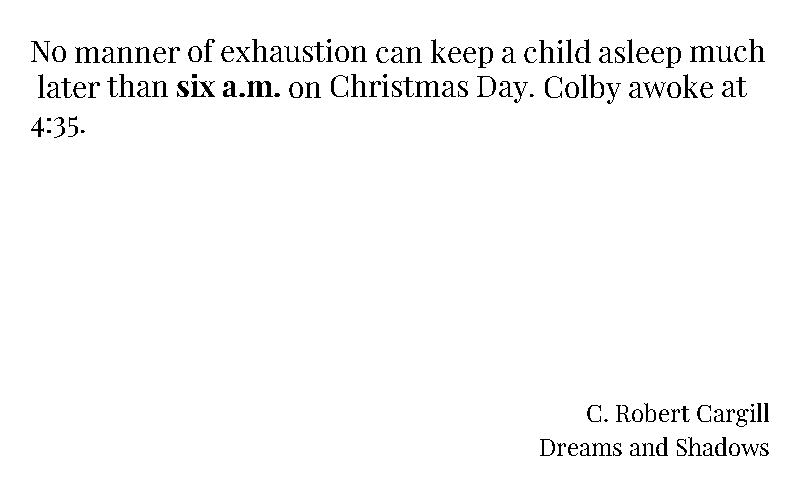 No manner of exhaustion can keep a child asleep much
later than six a.m. on Christmas Day. Colby awoke at
4:35.
C. Robert Cargill
Dreams and Shadows